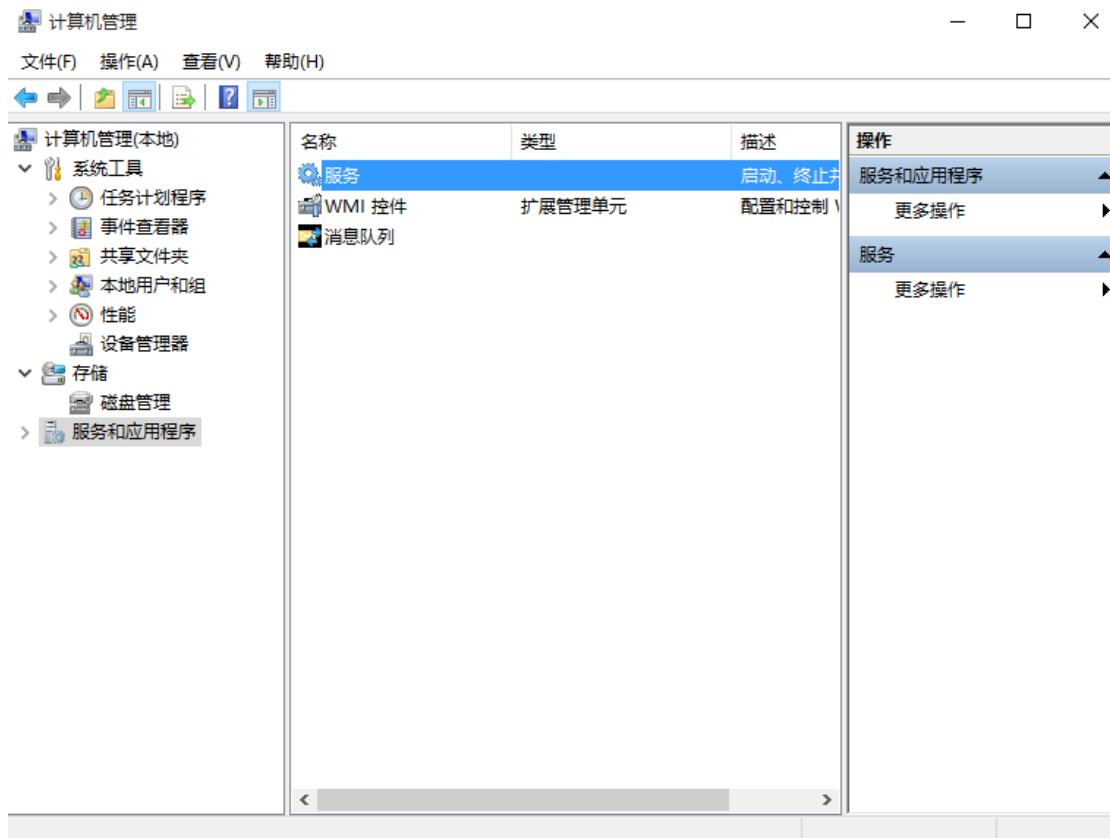 计算机管理
文件(F) 操作(A) 查看(V) 帮助(H)
计算机管理(本地)
系统工具
任务计划程序
事件查看器
共享文件夹
本地用户和组
性能
设备管理器
存储
磁盘管理
服务和应用程序
名称 类型 描述
服务 启动、终止并
WMI 控件 扩展管理单元 配置和控制
消息队列
操作
服务和应用程序
更多操作
服务
更多操作